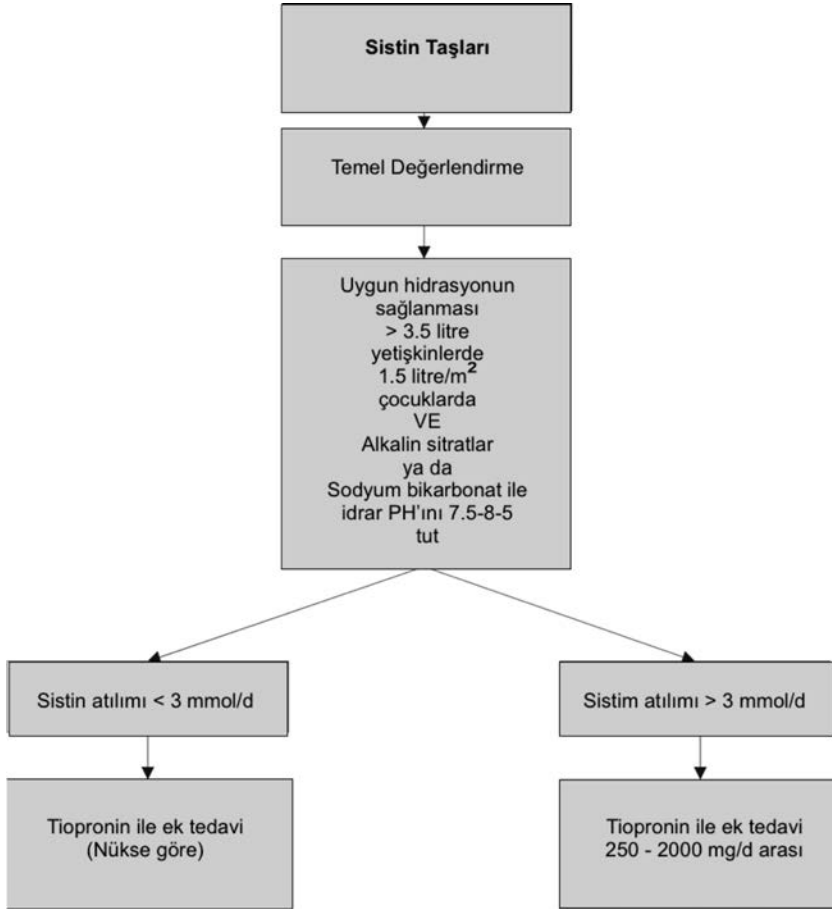 Sistin Taşları
Temel Değerlendirme
Uygun hidrasyonun
sağlanması
> 3.5 litre
yetişkinlerde
1.5 litre/m²
çocuklarda
VE
Alkalin sitratlar
ya da
Sodyum bikarbonat ile
idrar PH'ını 7.5-8-5
tut
Sistin atılımı < 3 mmol/d
Sistim atılımı > 3 mmol/d
Tiopronin ile ek tedavi
(Nükse göre)
Tiopronin ile ek tedavi
250 - 2000 mg/d arası